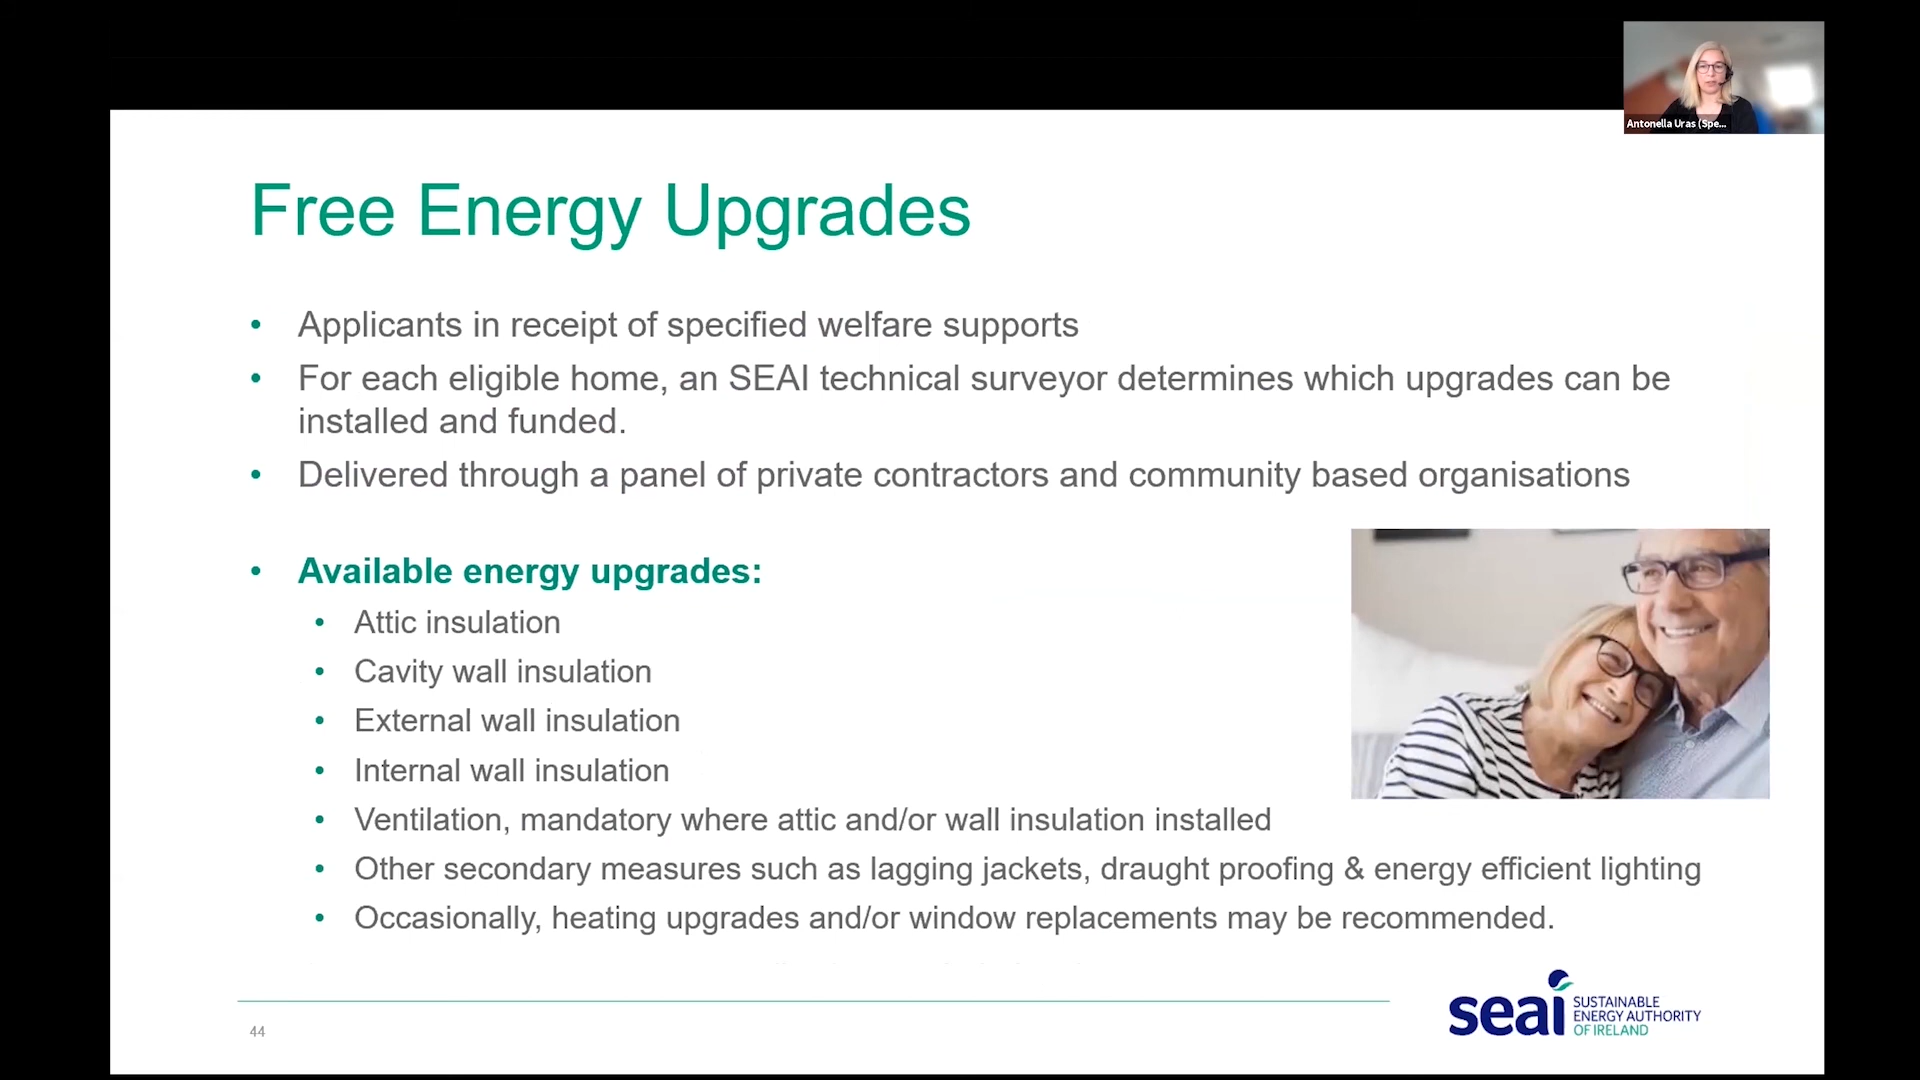 Antonella Uras (Spe...
Free Energy Upgrades
• Applicants in receipt of specified welfare supports
• For each eligible home, an SEAI technical surveyor determines which upgrades can be
installed and funded.
• Delivered through a panel of private contractors and community based organisations
• Available energy upgrades:
• Attic insulation
• Cavity wall insulation
• External wall insulation
• Internal wall insulation
• Ventilation, mandatory where attic and/or wall insulation installed
• Other secondary measures such as lagging jackets, draught proofing & energy efficient lighting
• Occasionally, heating upgrades and/or window replacements may be recommended.
44
seai
SUSTAINABLE
ENERGY AUTHORITY
OF IRELAND